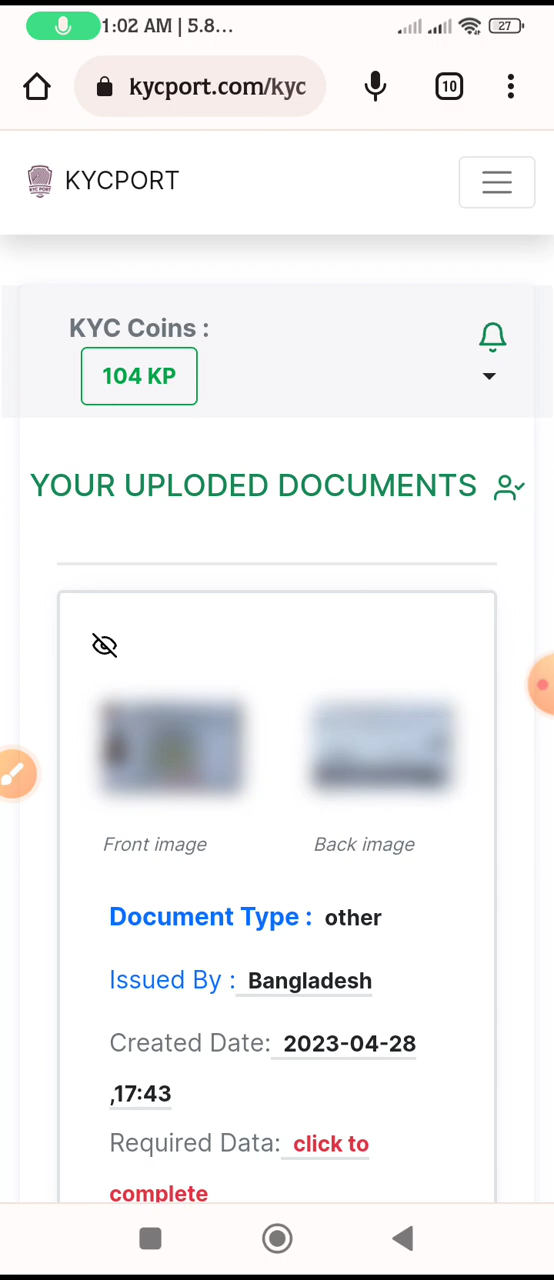 1:02 AM | 5.8...
27
kycport.com/kyc
10
KYCPORT
KYC Coins :
104 KP
YOUR UPLODED DOCUMENTS
Front image
Back image
Document Type : other
Issued By : Bangladesh
Created Date: 2023-04-28
,17:43
Required Data: click to
complete